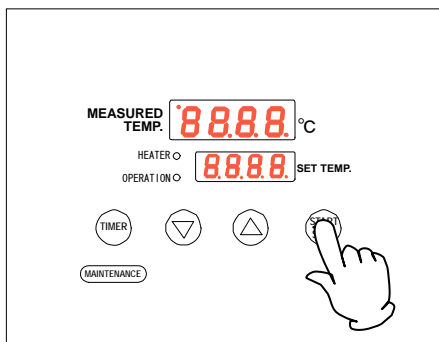 MEASURED
TEMP.
8.8.8.8.
°C
HEATER
OPERATION
8.8.8.8.
SET TEMP.
TIMER
START
MAINTENANCE